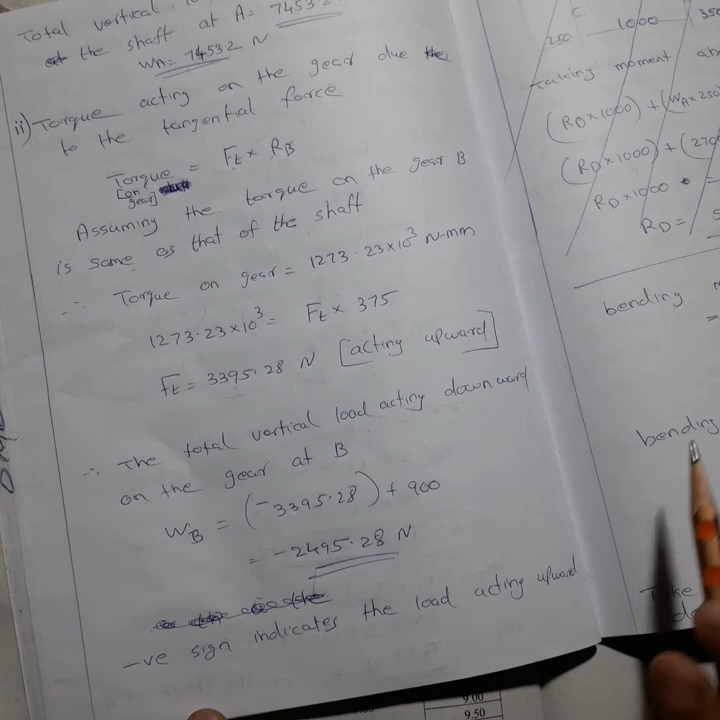 Total vertical
the shaft at A = 7453.2
WA = 7453.2 N
ii) Torque acting on the gear due
to the tangential force
Torque = Ft × RB
[on gear]
Assuming the torque on the gear B
is same as that of the shaft
∴ Torque on gear = 1273.23×10³ N-mm
1273.23×10³ = Ft × 375
Ft = 3395.28 N [acting upward]
∴ The total vertical load acting downward
on the gear at B
WB = (-3395.28) + 900
= -2495.28 N
-ve sign indicates the load acting upward
C
250 1000 350
Taking moment
(RD×1000) + (WA×250)
(RD×1000) + (270
RD×1000 =
RD =
bending
=
bending
Take
9.00
9.50